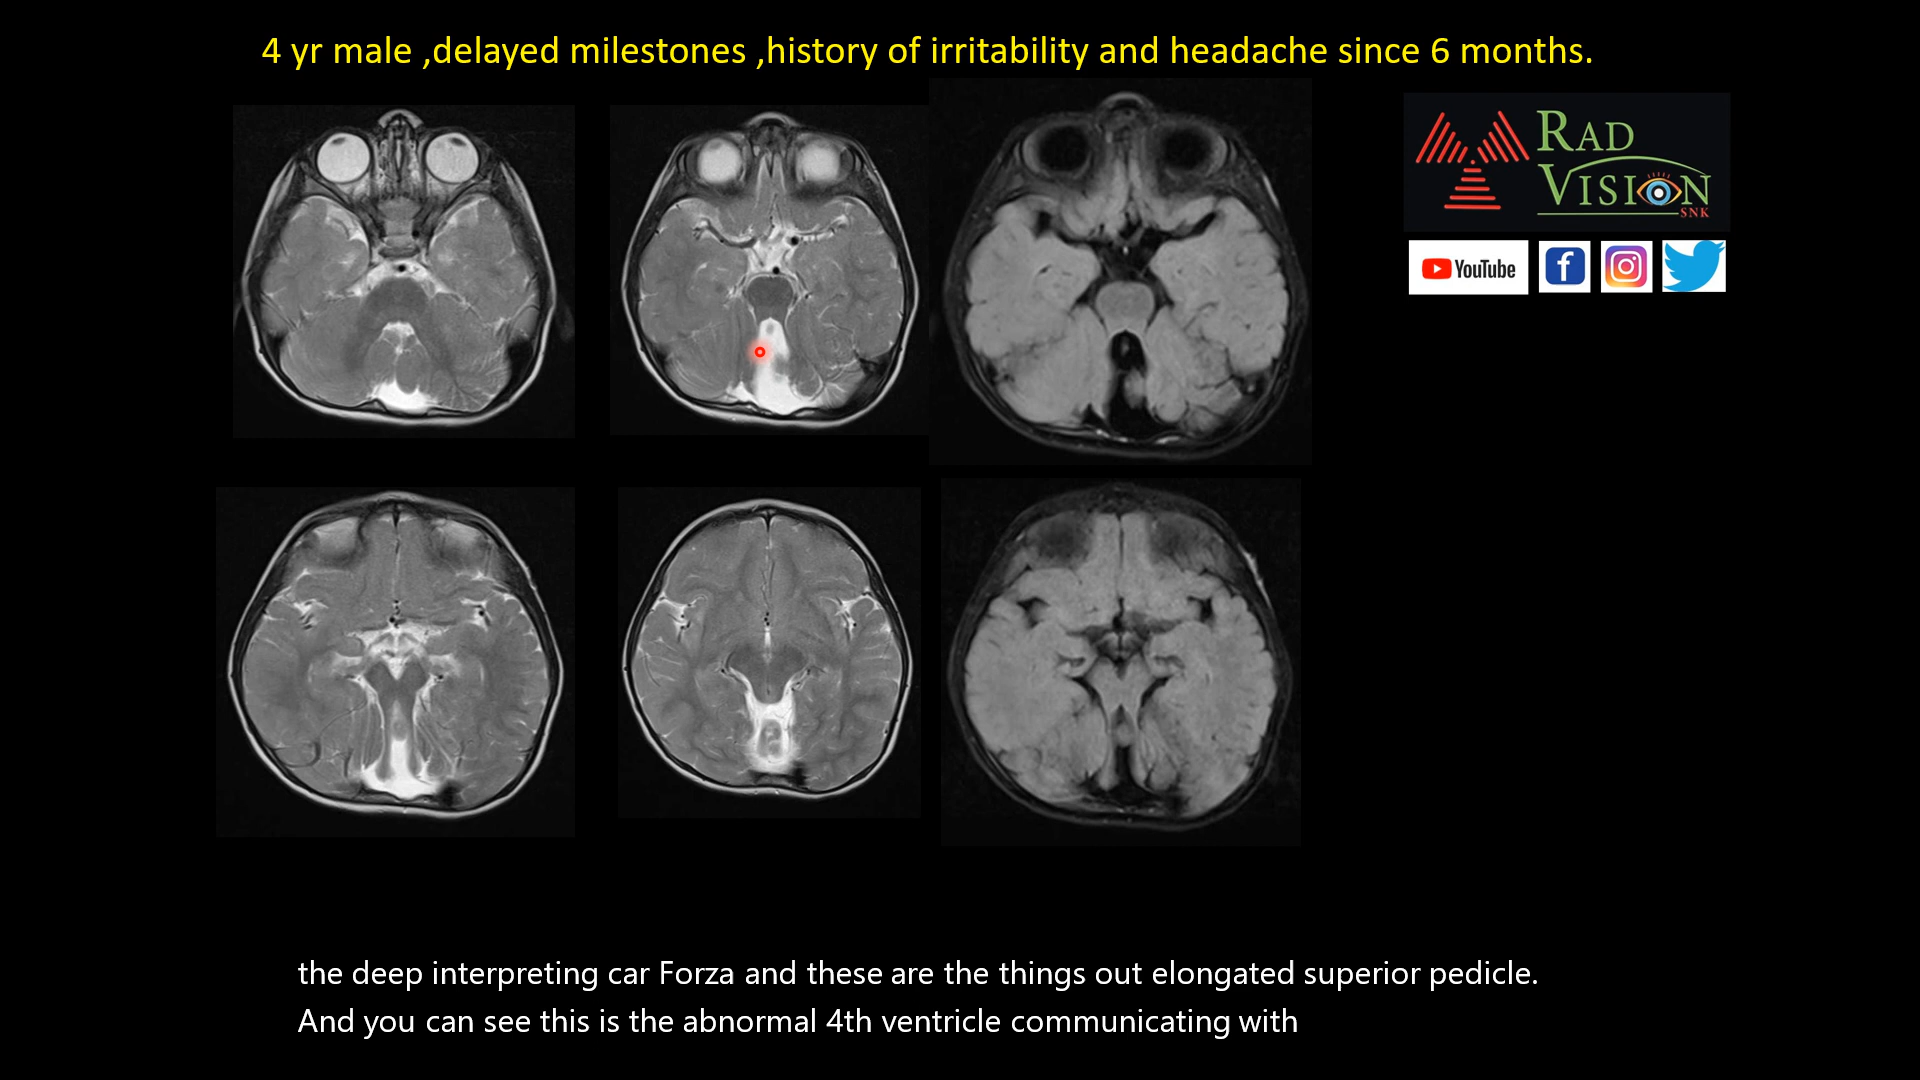 4 yr male ,delayed milestones ,history of irritability and headache since 6 months.
RAD
VISION
SNK
YouTube
the deep interpreting car Forza and these are the things out elongated superior pedicle.
And you can see this is the abnormal 4th ventricle communicating with